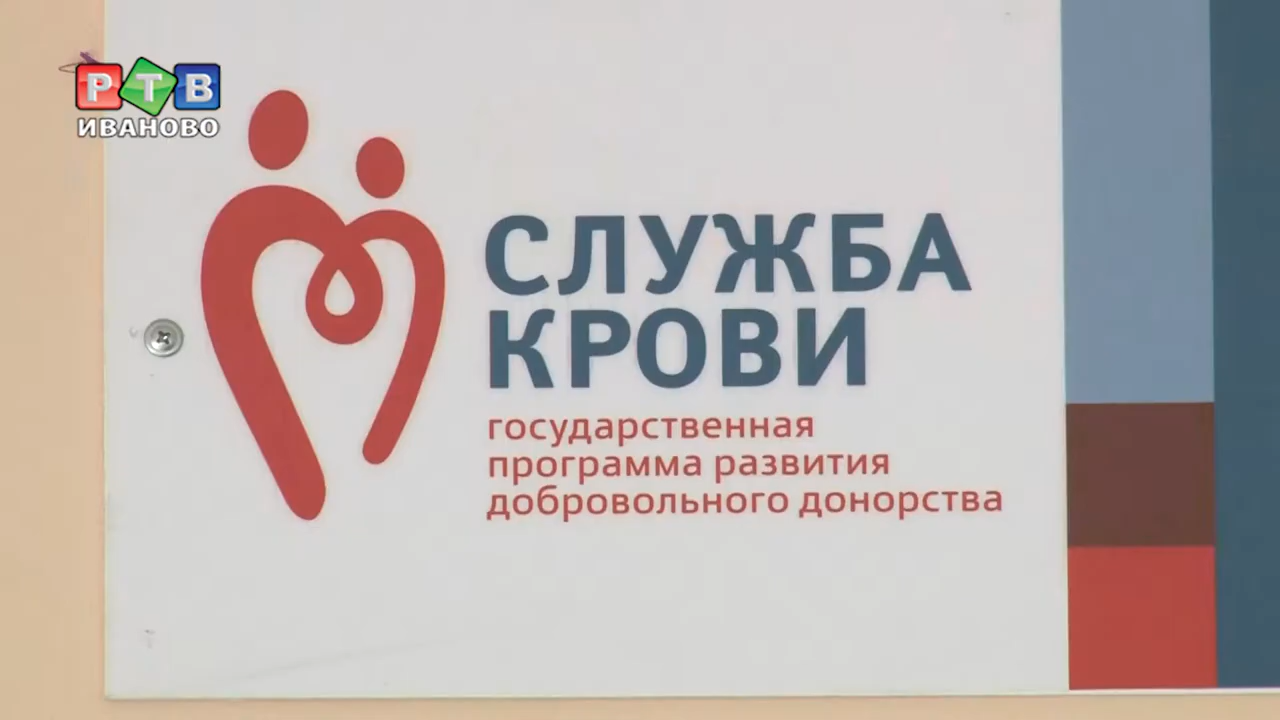 РТВ
ИВАНОВО
СЛУЖБА
КРОВИ
государственная
программа развития
добровольного донорства